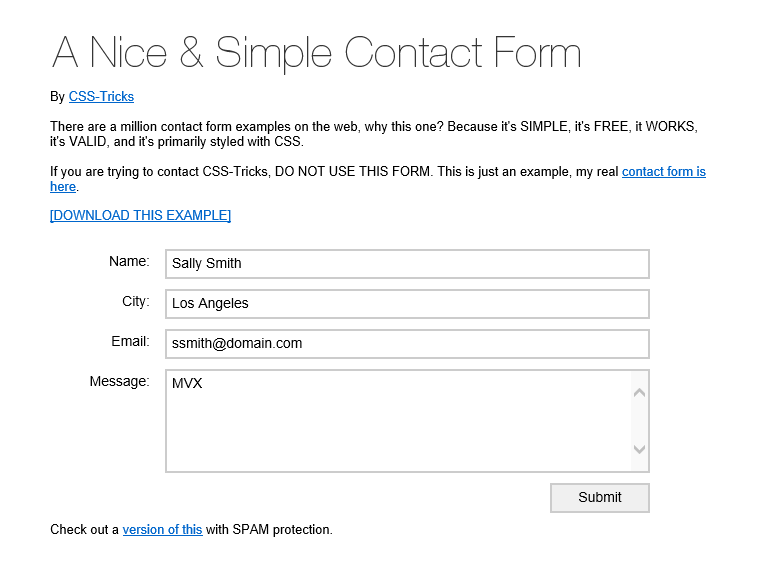 A Nice & Simple Contact Form
By CSS-Tricks
There are a million contact form examples on the web, why this one? Because it's SIMPLE, it's FREE, it WORKS,
it's VALID, and it's primarily styled with CSS.
If you are trying to contact CSS-Tricks, DO NOT USE THIS FORM. This is just an example, my real contact form is
here.
[DOWNLOAD THIS EXAMPLE]
Name: Sally Smith
City: Los Angeles
Email: ssmith@domain.com
Message: MVX
Submit
Check out a version of this with SPAM protection.